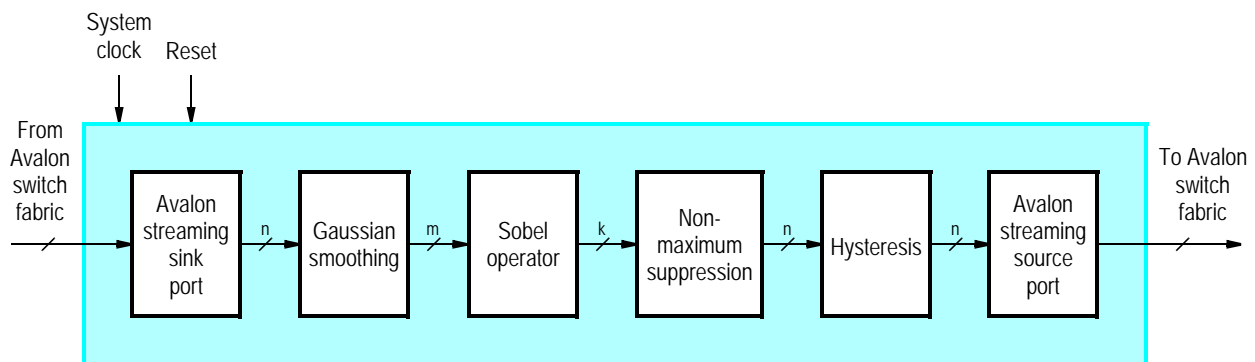 System
clock
Reset
From
Avalon
switch
fabric
Avalon
streaming
sink
port
n
Gaussian
smoothing
m
Sobel
operator
k
Non-
maximum
suppression
n
Hysteresis
n
Avalon
streaming
source
port
To Avalon
switch
fabric